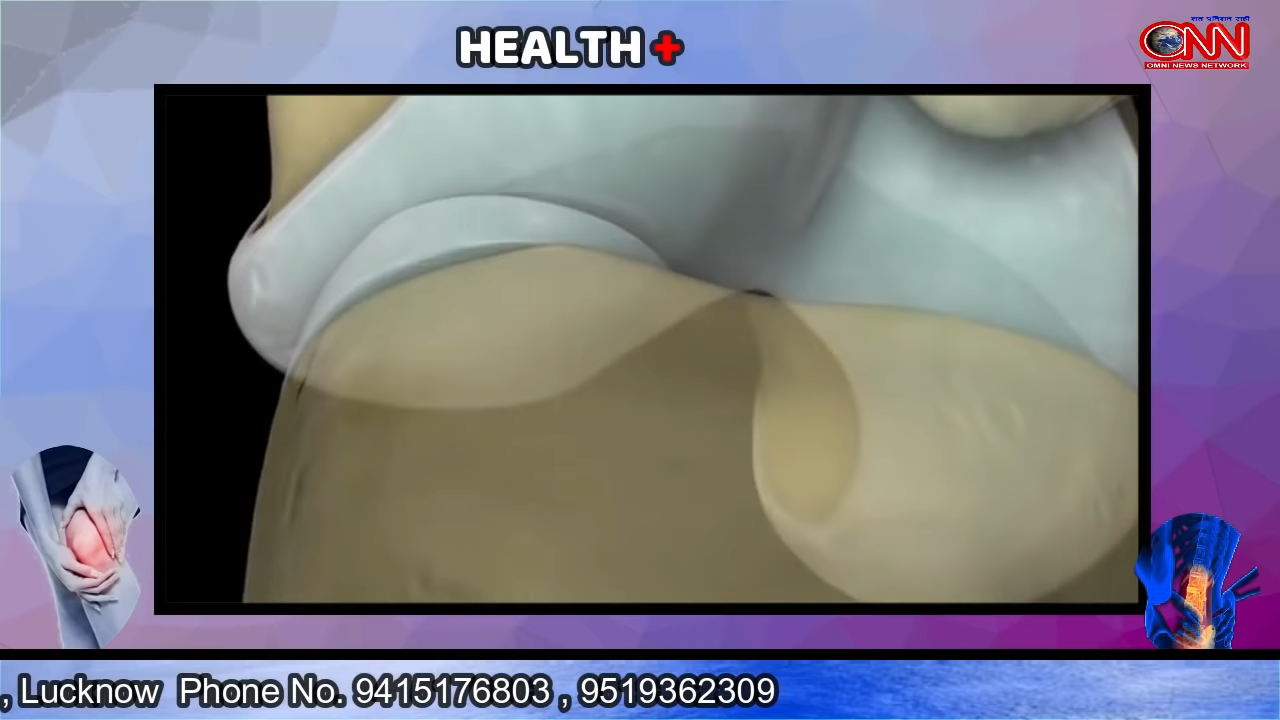 HEALTH+
ONN
OMNI NEWS NETWORK
, Lucknow Phone No. 9415176803 , 9519362309